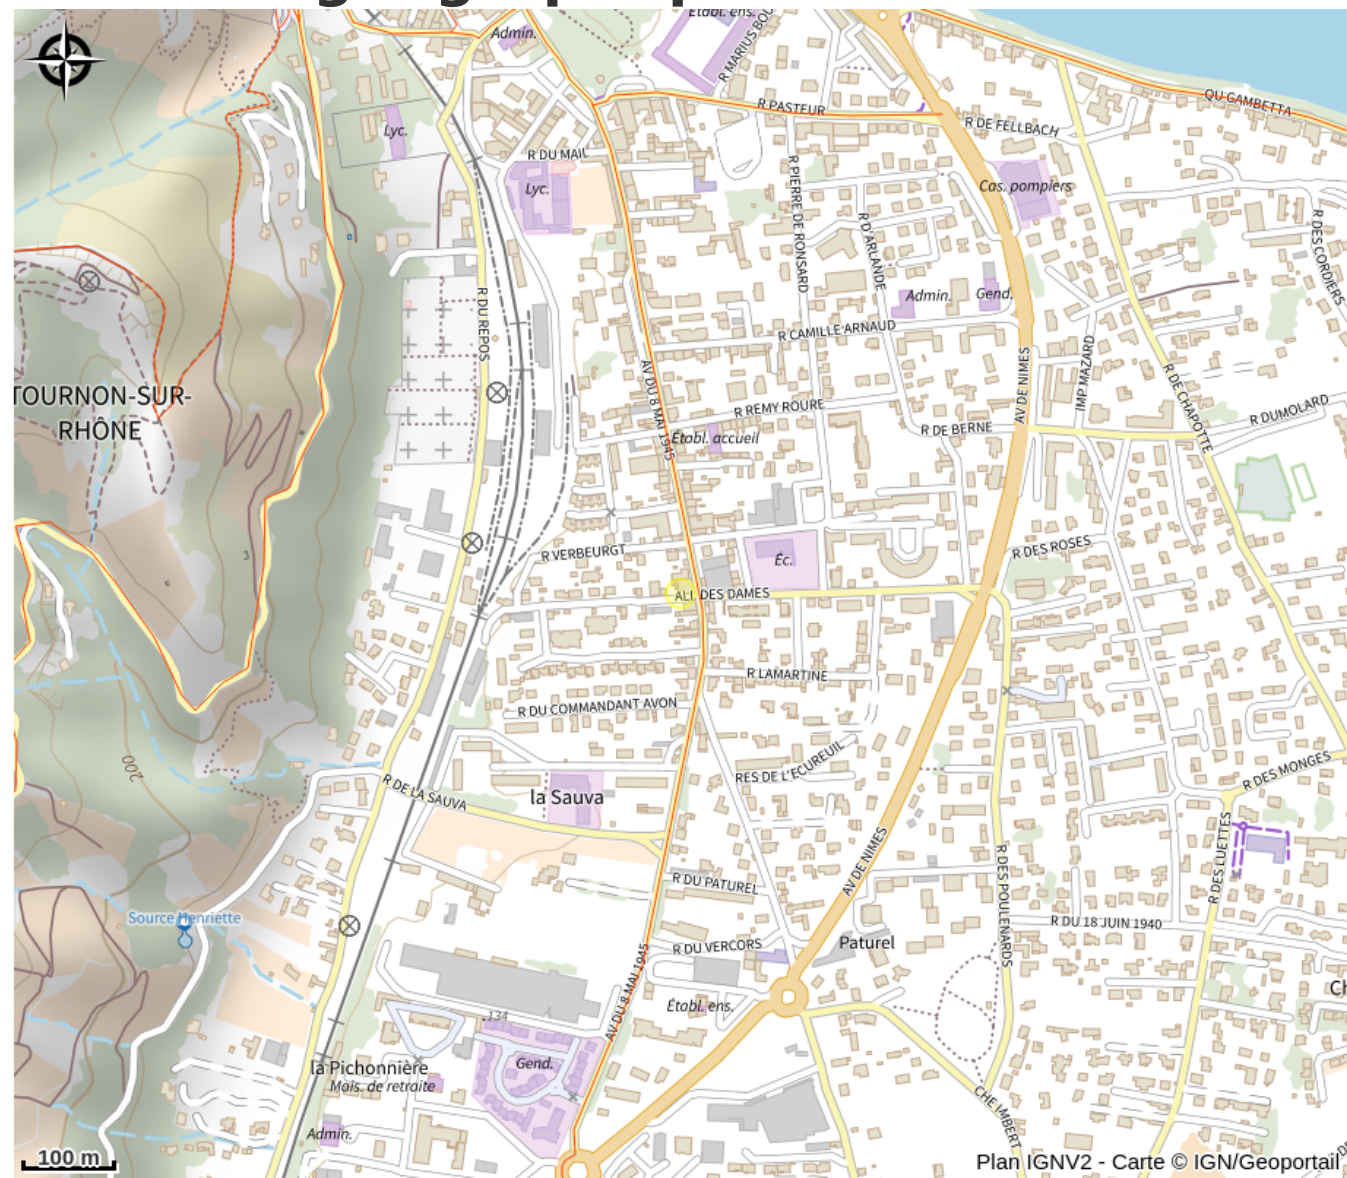 Établ. ens.
Admin.
R MARIUS BOU
R PASTEUR
QU GAMBETTA
R DE FELLBACH
Lyc.
R DU MAIL
Lyc.
Cas. pompiers
R PIERRE DE RONSARD
R D'ARLANDE
R DES CORDIERS
R DU REPOS
Admin.
Gend.
R CAMILLE ARNAUD
AV DU 8 MAI 1945
AV DE NIMES
IMP MAZARD
R DE CHAPOTTE
TOURNON-SUR-
RHÔNE
R REMY ROURE
R DUMOLARD
R DE BERNE
Établ. accueil
R VERBEURGT
Éc.
R DES ROSES
ALL DES DAMES
R LAMARTINE
R DU COMMANDANT AVON
200
RES DE L'ECUREUIL
R DE LA SAUVA
la Sauva
R DES MONGES
AV DE NIMES
R DES LUETTES
R DES POULENARDS
R DU PATUREL
Source Henriette
R DU 18 JUIN 1940
R DU VERCORS
Paturel
AV DU 8 MAI 1945
Établ. ens.
Ch
134
Gend.
la Pichonnière
Mais. de retraite
CHE IMBERT
Admin.
100 m
Plan IGNV2 - Carte © IGN/Geoportail